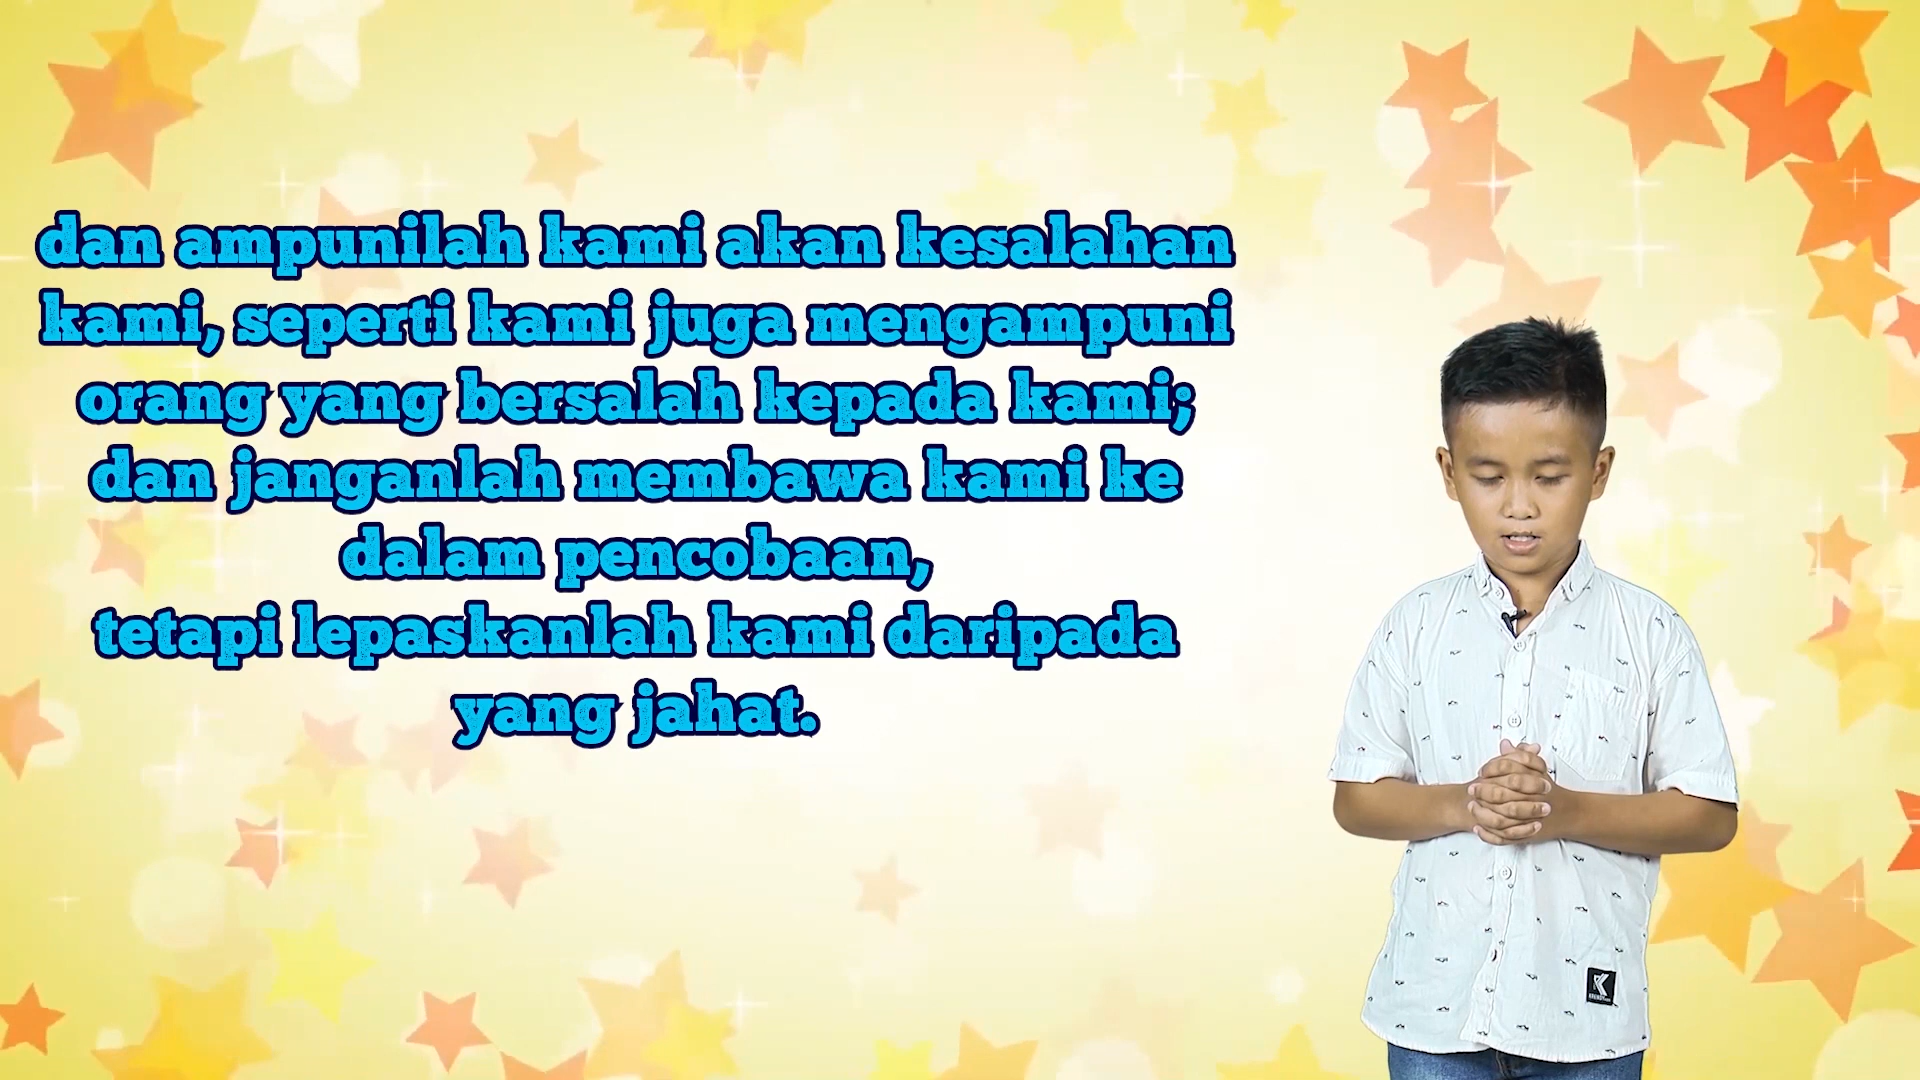 dan ampunilah kami akan kesalahan
kami, seperti kami juga mengampuni
orang yang bersalah kepada kami;
dan janganlah membawa kami ke
dalam pencobaan,
tetapi lepaskanlah kami daripada
yang jahat.